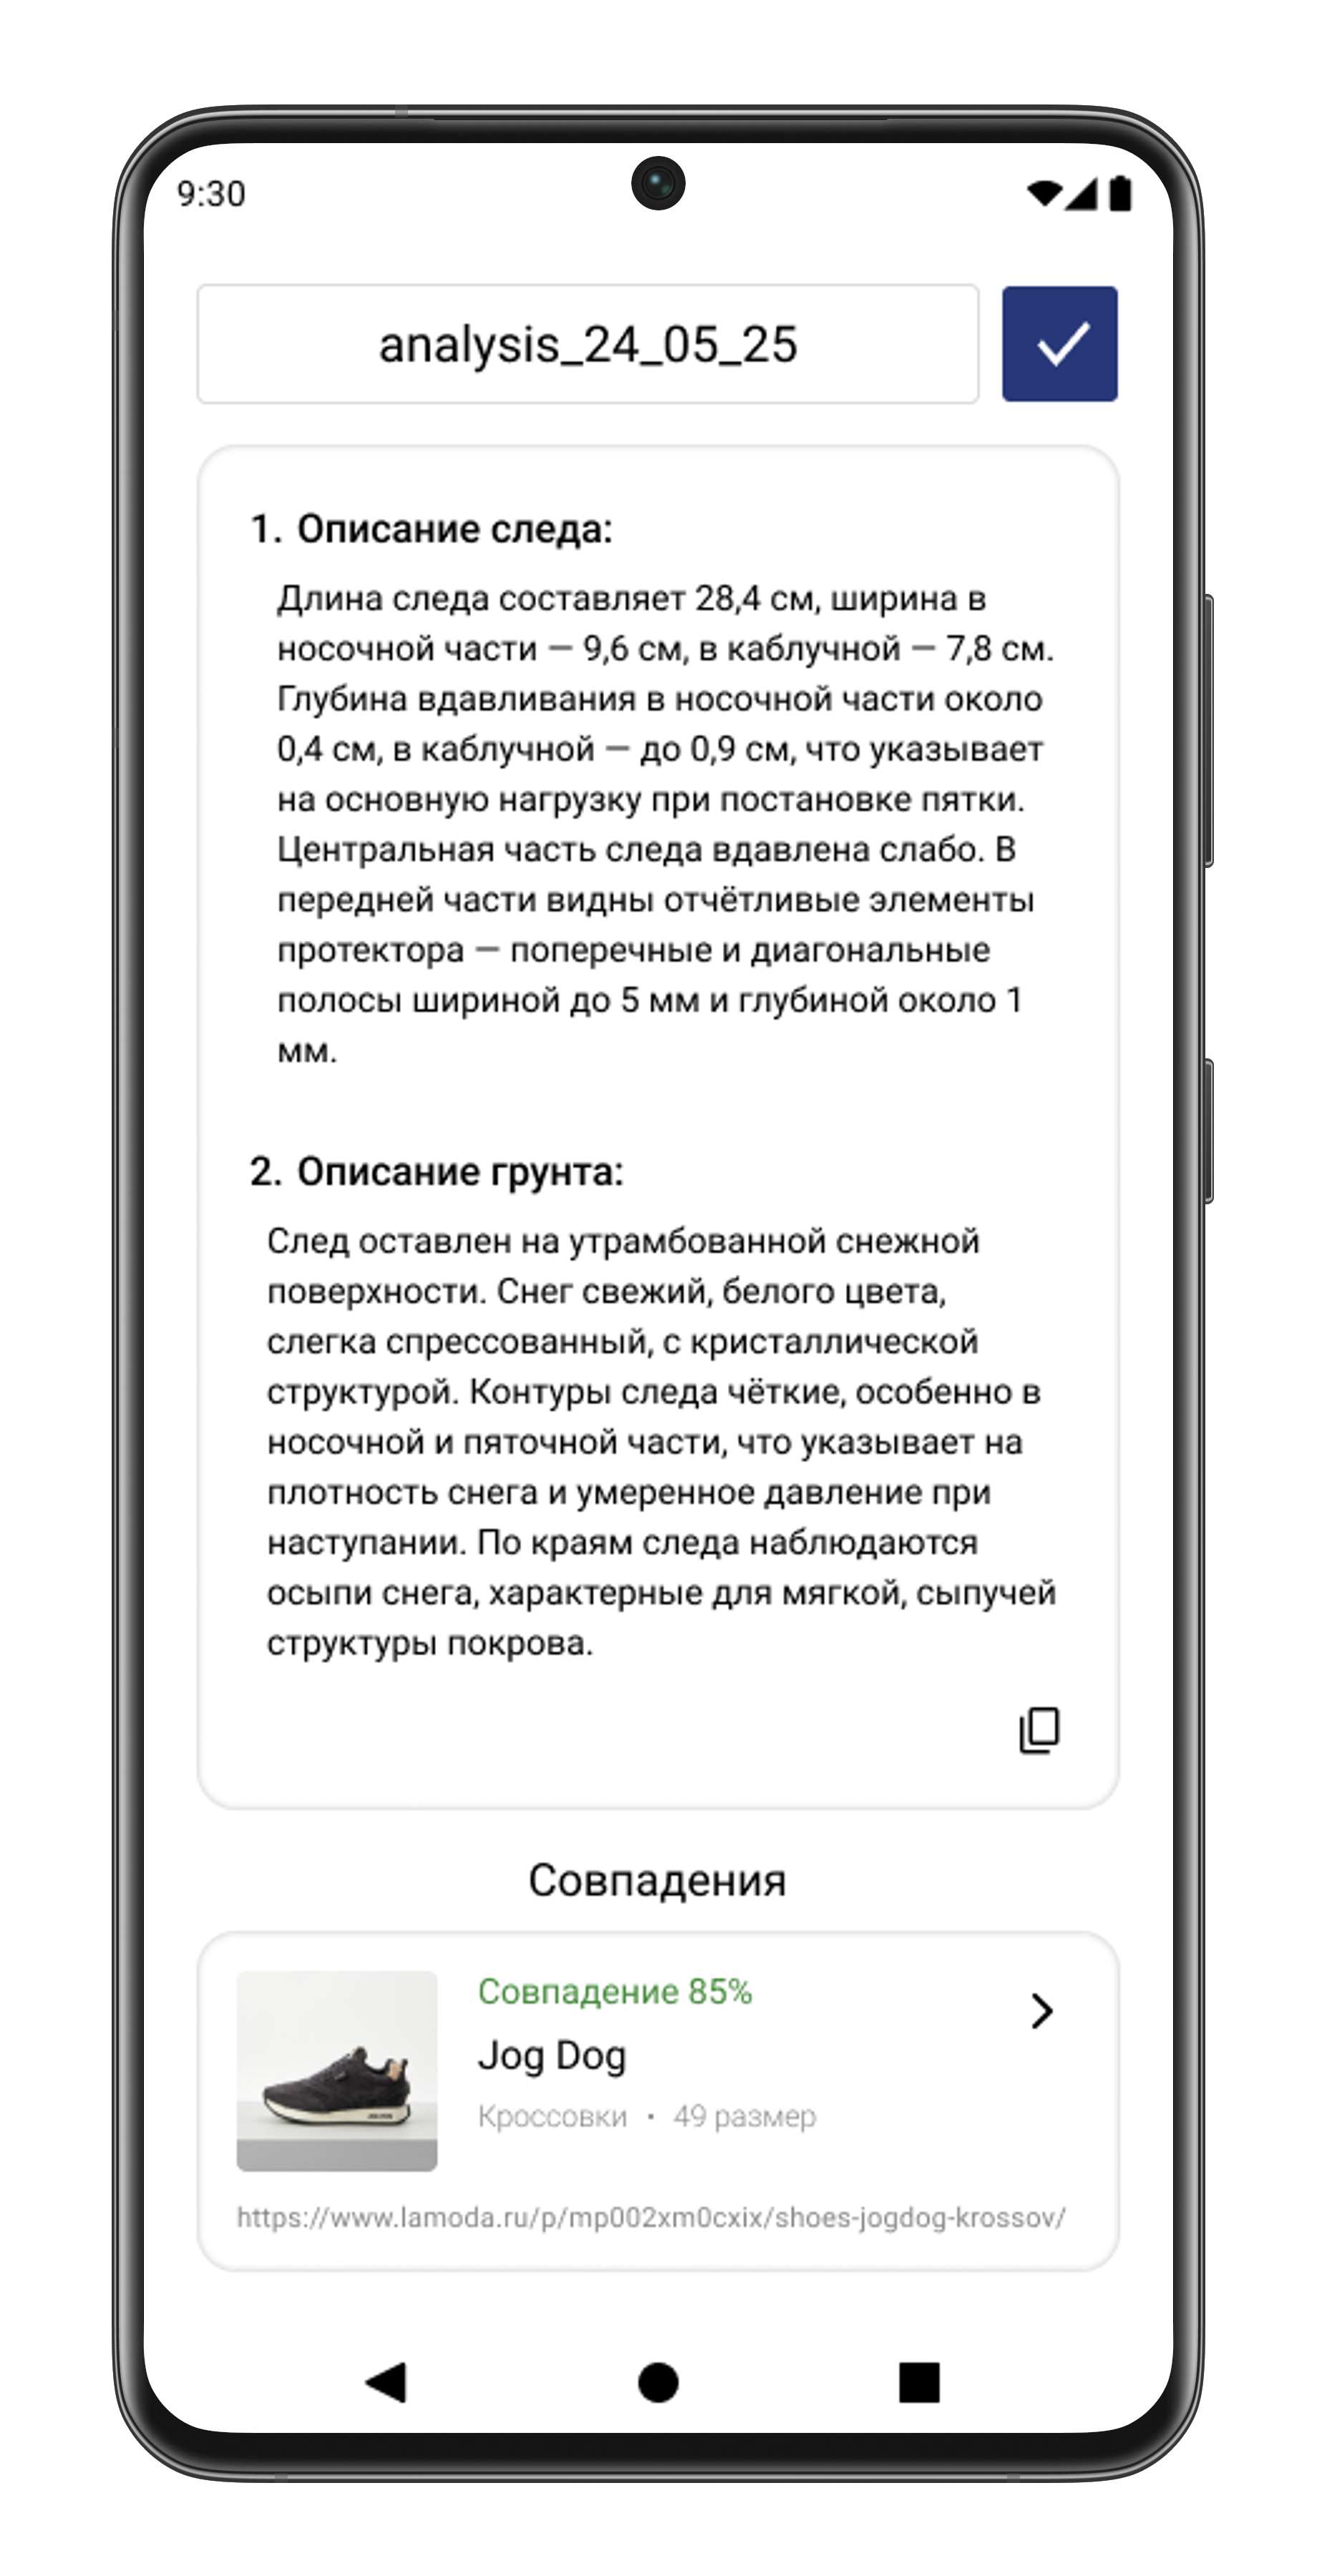 9:30
analysis_24_05_25
1. Описание следа:
Длина следа составляет 28,4 см, ширина в
носочной части — 9,6 см, в каблучной — 7,8 см.
Глубина вдавливания в носочной части около
0,4 см, в каблучной — до 0,9 см, что указывает
на основную нагрузку при постановке пятки.
Центральная часть следа вдавлена слабо. В
передней части видны отчётливые элементы
протектора — поперечные и диагональные
полосы шириной до 5 мм и глубиной около 1
мм.
2. Описание грунта:
След оставлен на утрамбованной снежной
поверхности. Снег свежий, белого цвета,
слегка спрессованный, с кристаллической
структурой. Контуры следа чёткие, особенно в
носочной и пяточной части, что указывает на
плотность снега и умеренное давление при
наступании. По краям следа наблюдаются
осыпи снега, характерные для мягкой, сыпучей
структуры покрова.
Совпадения
Совпадение 85%
Jog Dog
Кроссовки • 49 размер
https://www.lamoda.ru/p/mp002xm0cxix/shoes-jogdog-krossov/